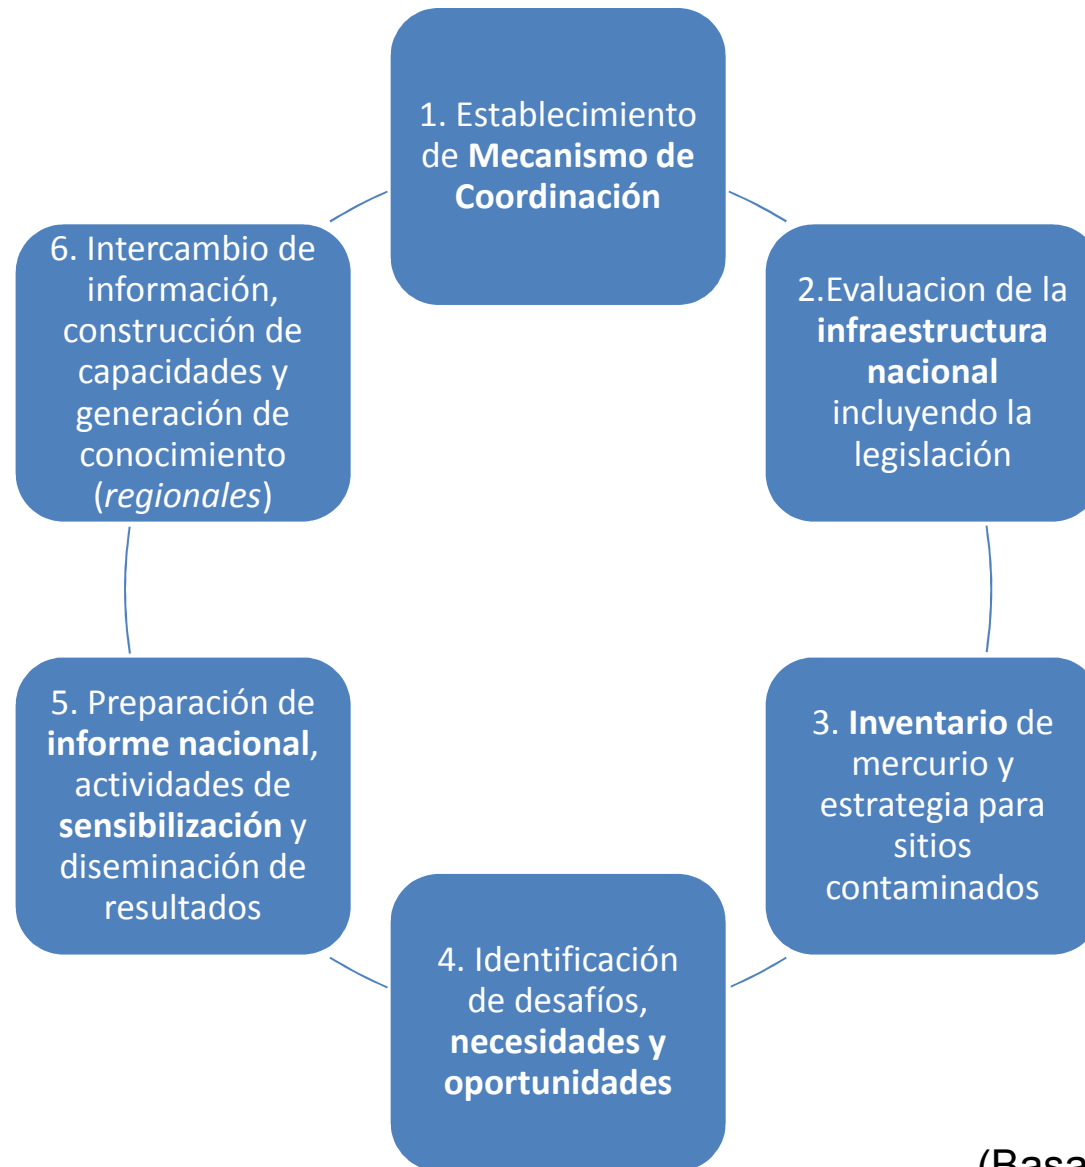 1. Establecimiento
de Mecanismo de
Coordinación
2.Evaluacion de la
infraestructura
nacional
incluyendo la
legislación
3. Inventario de
mercurio y
estrategia para
sitios
contaminados
4. Identificación
de desafíos,
necesidades y
oportunidades
5. Preparación de
informe nacional,
actividades de
sensibilización y
diseminación de
resultados
6. Intercambio de
información,
construcción de
capacidades y
generación de
conocimiento
(regionales)